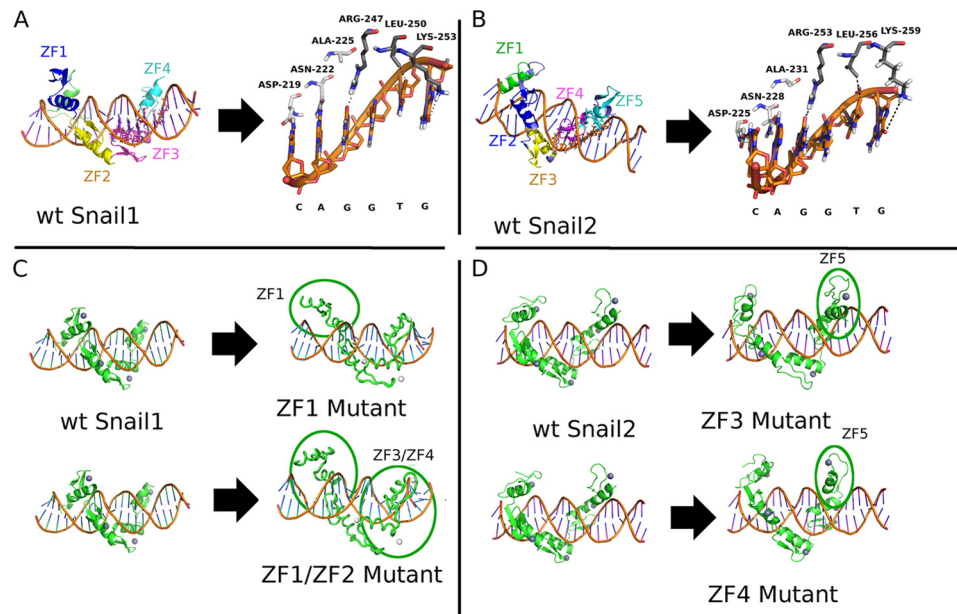 A
ZF1
ZF4
ZF2
ZF3
wt Snail1
ARG-247
LEU-250
ALA-225
LYS-253
ASN-222
ASP-219
C A G G T G
B
ZF1
ZF4
ZF5
ZF2
ZF3
wt Snail2
ARG-253
LYS-259
LEU-256
ALA-231
ASN-228
ASP-225
C A G G T G
C
ZF1
wt Snail1
ZF1 Mutant
ZF3/ZF4
ZF1/ZF2 Mutant
D
ZF5
wt Snail2
ZF3 Mutant
ZF5
ZF4 Mutant